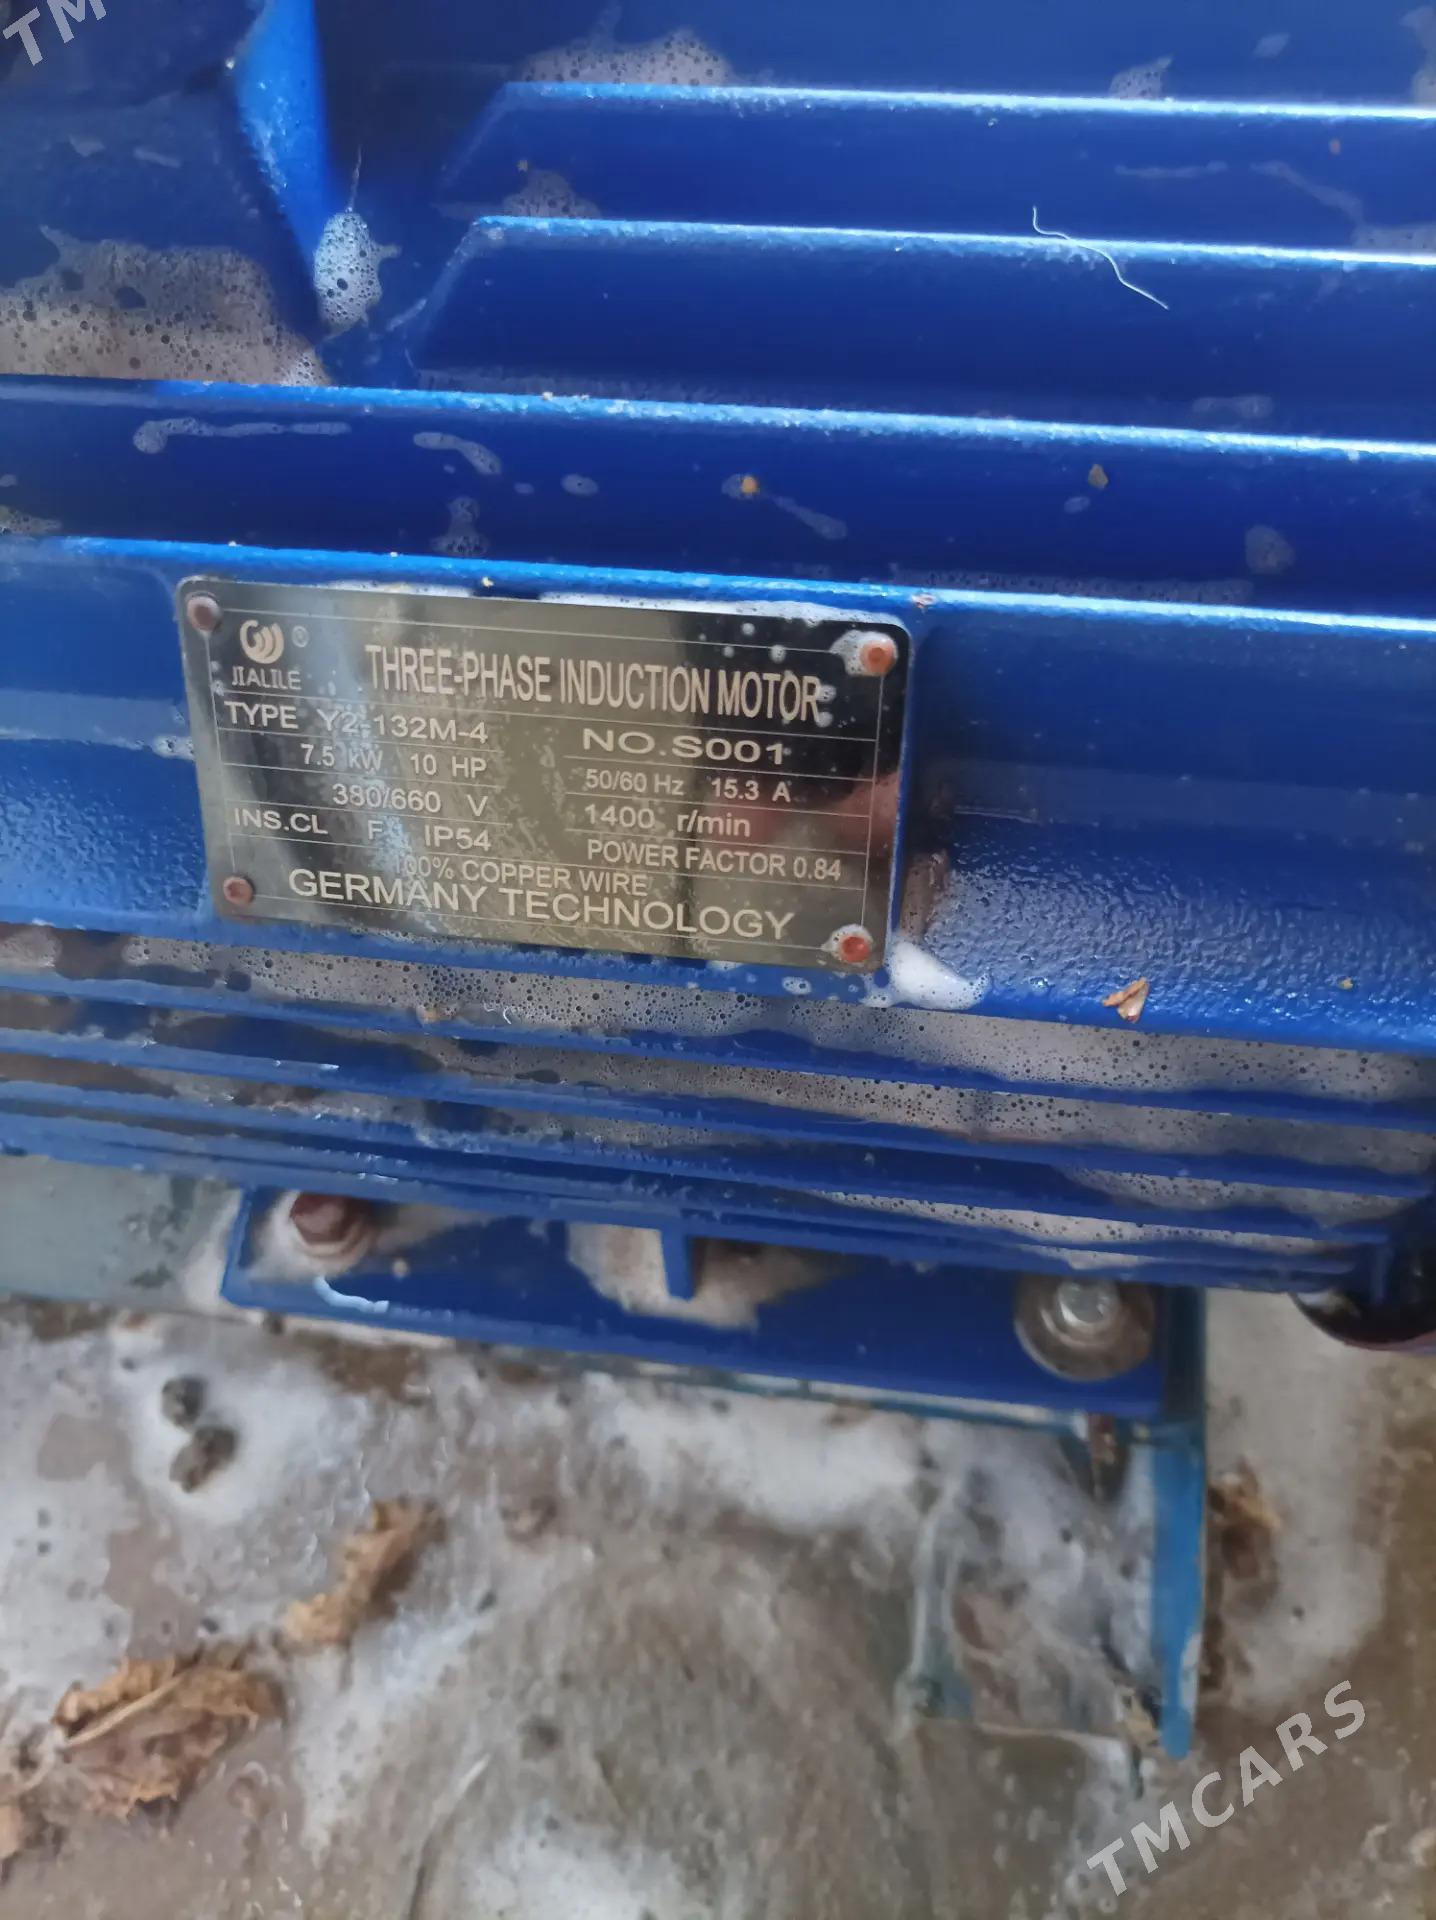 TM
JIALILE ®
THREE-PHASE INDUCTION MOTOR
TYPE Y2-132M-4 NO.S001
7.5 kW 10 HP 50/60 Hz 15.3 A
380/660 V 1400 r/min
INS.CL F IP54 POWER FACTOR 0.84
100% COPPER WIRE
GERMANY TECHNOLOGY
TMCARS